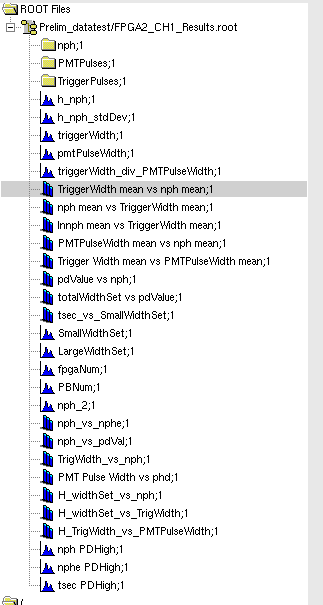 ROOT Files
Prelim_datatest/FPGA2_CH1_Results.root
nph;1
PMTPulses;1
TriggerPulses;1
h_nph;1
h_nph_stdDev;1
triggerWidth;1
pmtPulseWidth;1
triggerWidth_div_PMTPulseWidth;1
TriggerWidth mean vs nph mean;1
nph mean vs TriggerWidth mean;1
lnnph mean vs TriggerWidth mean;1
PMTPulseWidth mean vs nph mean;1
Trigger Width mean vs PMTPulseWidth mean;1
pdValue vs nph;1
totalWidthSet vs pdValue;1
tsec_vs_SmallWidthSet;1
SmallWidthSet;1
LargeWidthSet;1
fpgaNum;1
PBNum;1
nph_2;1
nph_vs_nphe;1
nph_vs_pdVal;1
TrigWidth_vs_nph;1
PMT Pulse Width vs phd;1
H_widthSet_vs_nph;1
H_widthSet_vs_TrigWidth;1
H_TrigWidth_vs_PMTPulseWidth;1
nph PDHigh;1
nphe PDHigh;1
tsec PDHigh;1